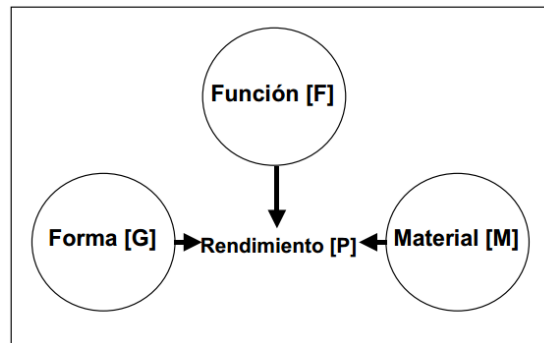 Función [F]
Forma [G]
Rendimiento [P]
Material [M]